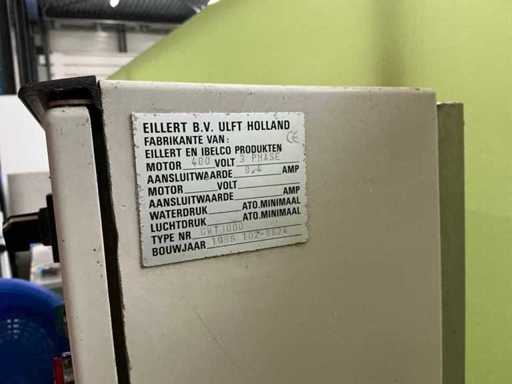 EILLERT B.V. ULFT HOLLAND
FABRIKANTE VAN:
CE
EILLERT EN IBELCO PRODUKTEN
MOTOR 400 VOLT 3 PHASE
AANSLUITWAARDE AMP
MOTOR VOLT
AANSLUITWAARDE AMP
WATERDRUK ATO.MINIMAAL
LUCHTDRUK ATO.MINIMAAL
TYPE NR
BOUWJAAR